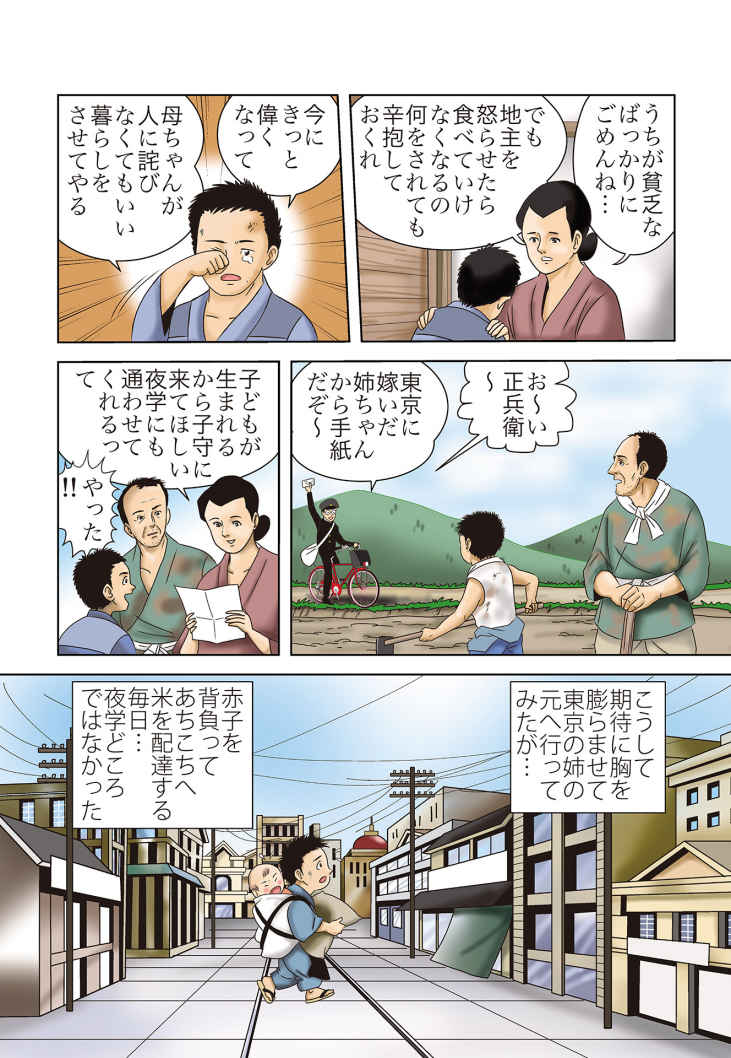 うちが貧乏な
ばっかりに
ごめんね…
でも
地主を
怒らせたら
食べていけ
なくなるの
何をされても
辛抱して
おくれ
今に
きっと
偉く
なって
母ちゃんが
人に詫び
なくてもいい
暮らしを
させてやる
お〜い
正兵衛
〜
東京に
嫁いだ
姉ちゃん
から手紙
だぞ〜
子どもが
生まれる
から子守に
来てほしい
夜学にも
通わせて
くれるっ
て
やった
!!
こうして
期待に胸を
膨らませて
東京の姉の
元へ行って
みたが…
赤子を
背負って
あちこちへ
米を配達する
毎日…
夜学どころ
ではなかった